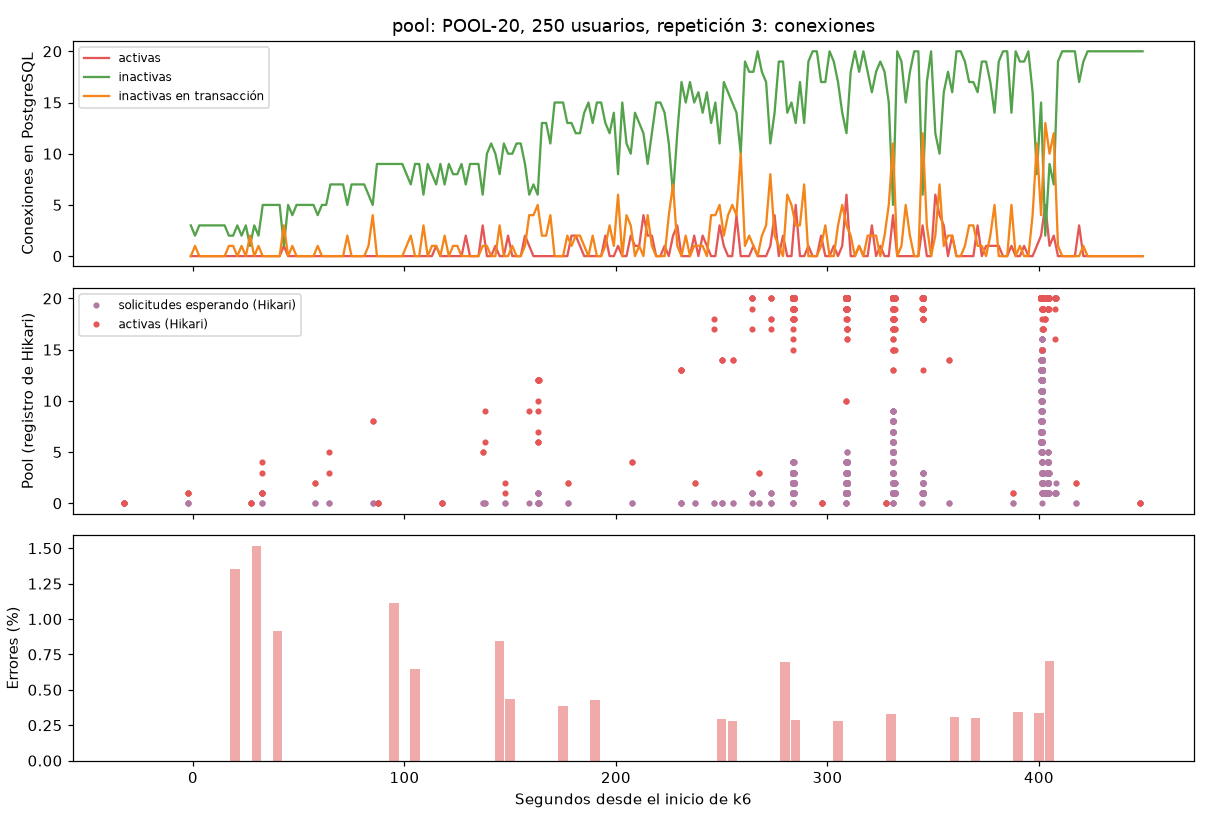 pool: POOL-20, 250 usuarios, repetición 3: conexiones
Conexiones en PostgreSQL
20
15
10
5
0
activas
inactivas
inactivas en transacción
Pool (registro de Hikari)
20
15
10
5
0
solicitudes esperando (Hikari)
activas (Hikari)
Errores (%)
1.50
1.25
1.00
0.75
0.50
0.25
0.00
0 100 200 300 400
Segundos desde el inicio de k6